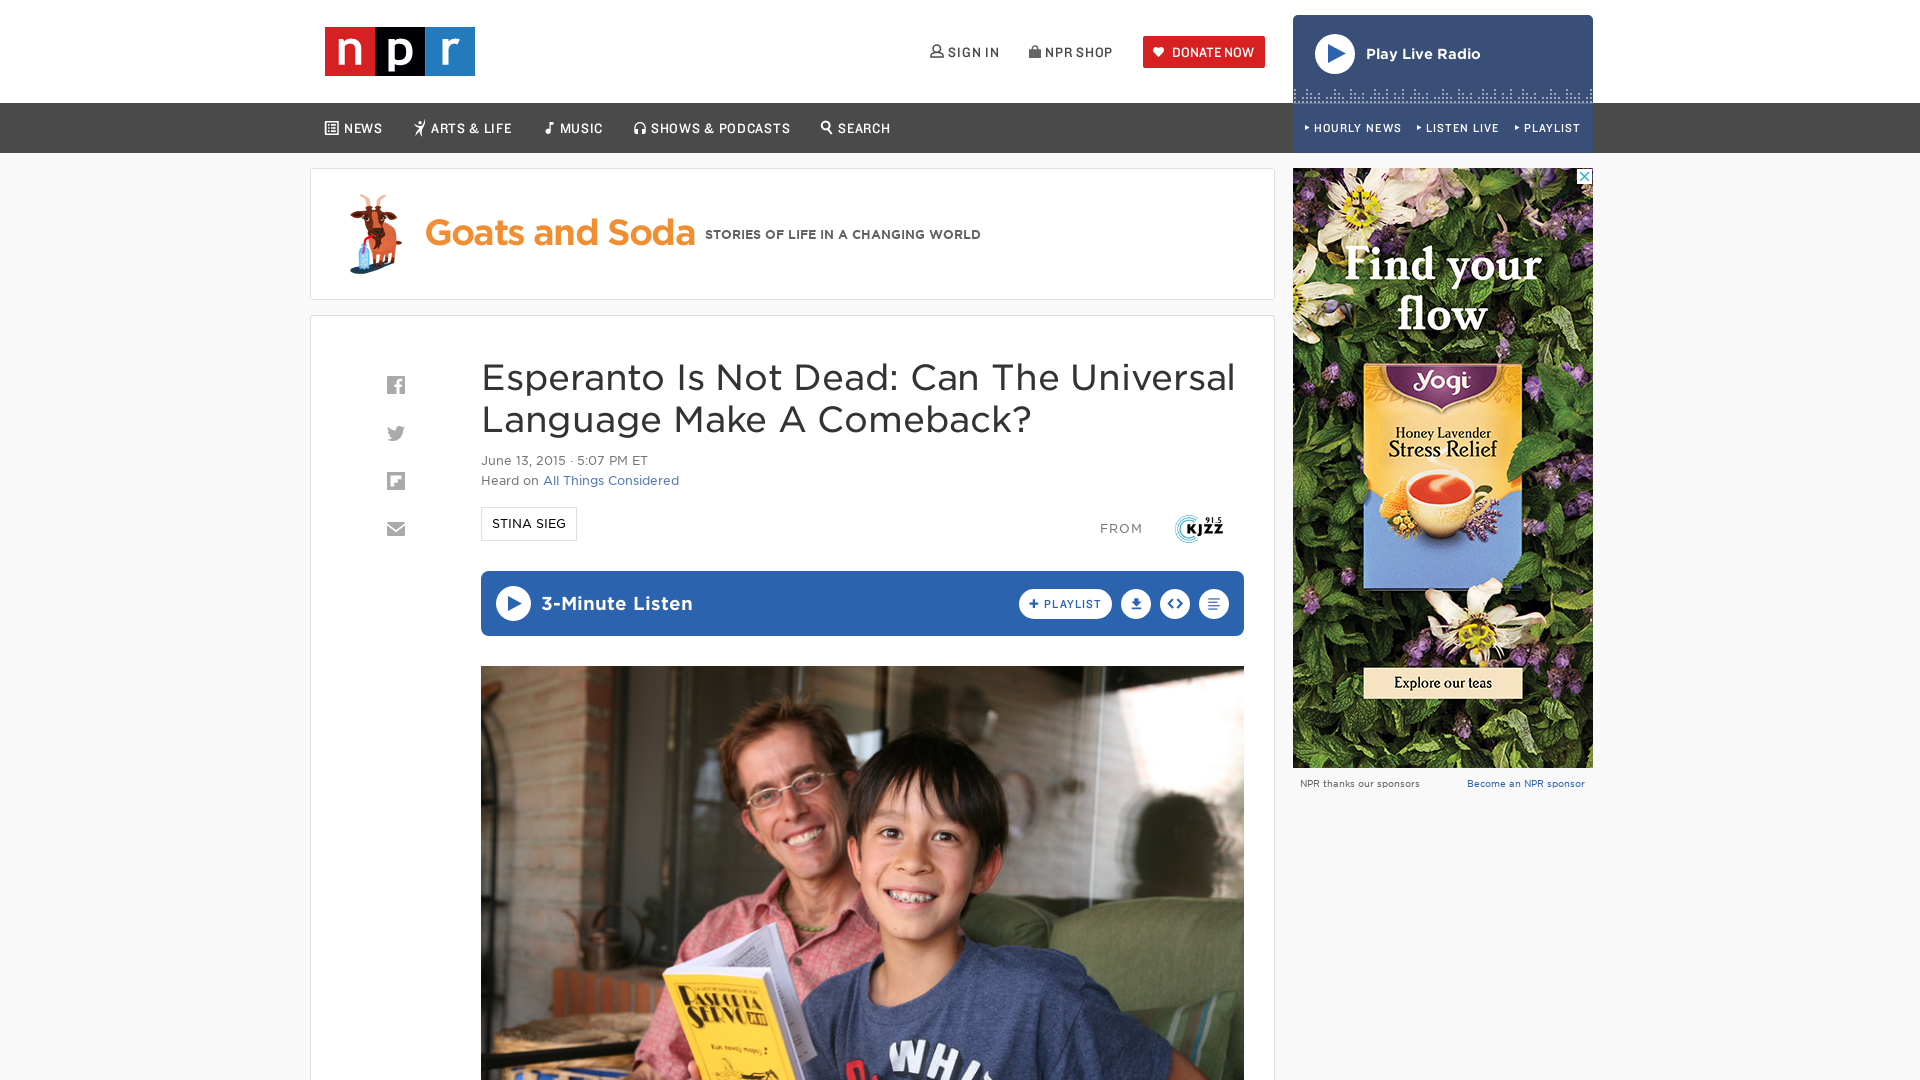 npr
SIGN IN
NPR SHOP
DONATE NOW
Play Live Radio
NEWS
ARTS & LIFE
MUSIC
SHOWS & PODCASTS
SEARCH
HOURLY NEWS
LISTEN LIVE
PLAYLIST
Goats and Soda
STORIES OF LIFE IN A CHANGING WORLD
Esperanto Is Not Dead: Can The Universal
Language Make A Comeback?
June 13, 2015 · 5:07 PM ET
Heard on All Things Considered
STINA SIEG
FROM
91.5
KJZZ
3-Minute Listen
+ PLAYLIST
PASPORTA
SERVO
WHI
Find your
flow
yogi
Honey Lavender
Stress Relief
Explore our teas
NPR thanks our sponsors
Become an NPR sponsor